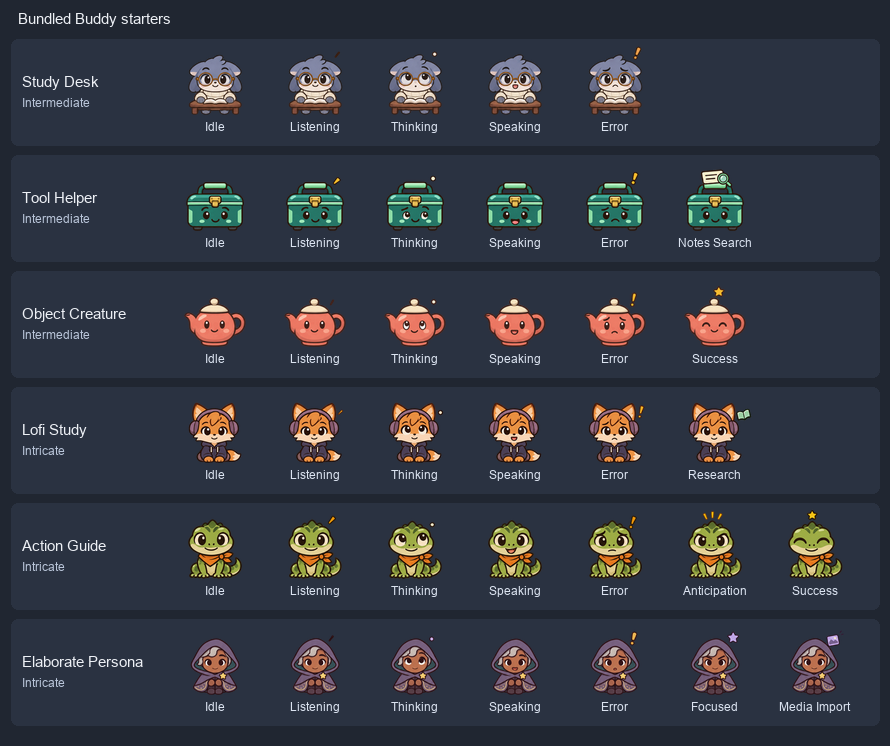 Bundled Buddy starters
Study Desk
Intermediate
Idle
Listening
Thinking
Speaking
Error
Tool Helper
Intermediate
Idle
Listening
Thinking
Speaking
Error
Notes Search
Object Creature
Intermediate
Idle
Listening
Thinking
Speaking
Error
Success
Lofi Study
Intricate
Idle
Listening
Thinking
Speaking
Error
Research
Action Guide
Intricate
Idle
Listening
Thinking
Speaking
Error
Anticipation
Success
Elaborate Persona
Intricate
Idle
Listening
Thinking
Speaking
Error
Focused
Media Import